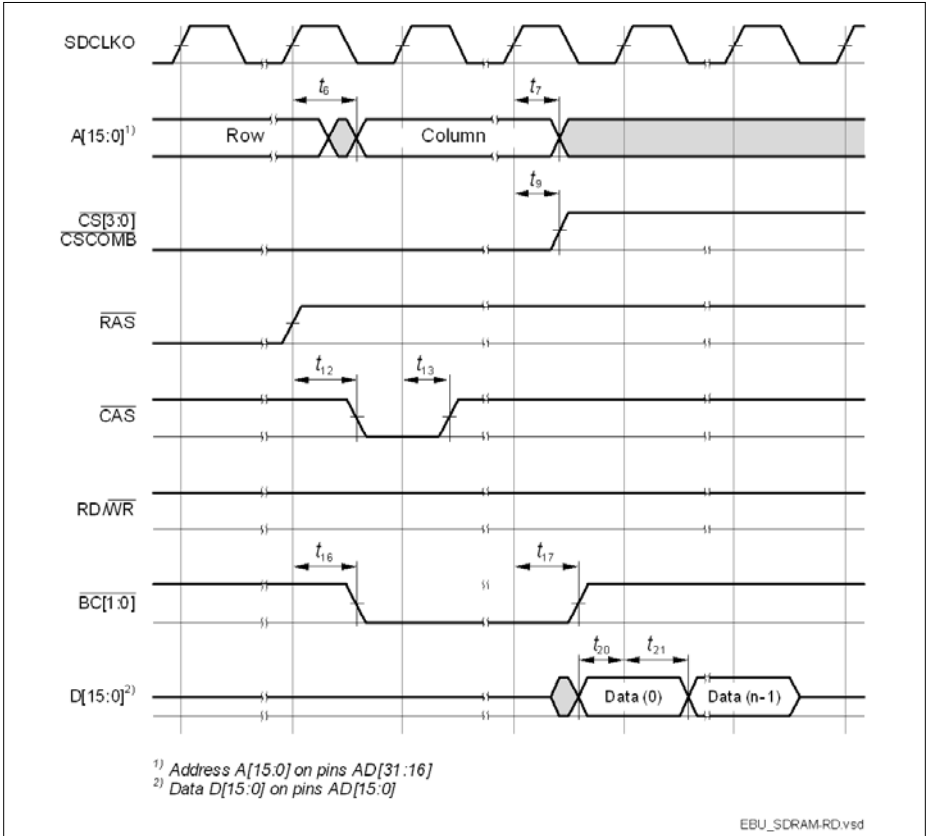 SDCLKO
t6 t7
A[15:0]1) Row Column
t9
CS[3:0]
CSCOMB
RAS
t12 t13
CAS
RD/WR
t16 t17
BC[1:0]
t20 t21
D[15:0]2) Data (0) Data (n-1)
1) Address A[15:0] on pins AD[31:16]
2) Data D[15:0] on pins AD[15:0]
EBU_SDRAM-RD.vsd